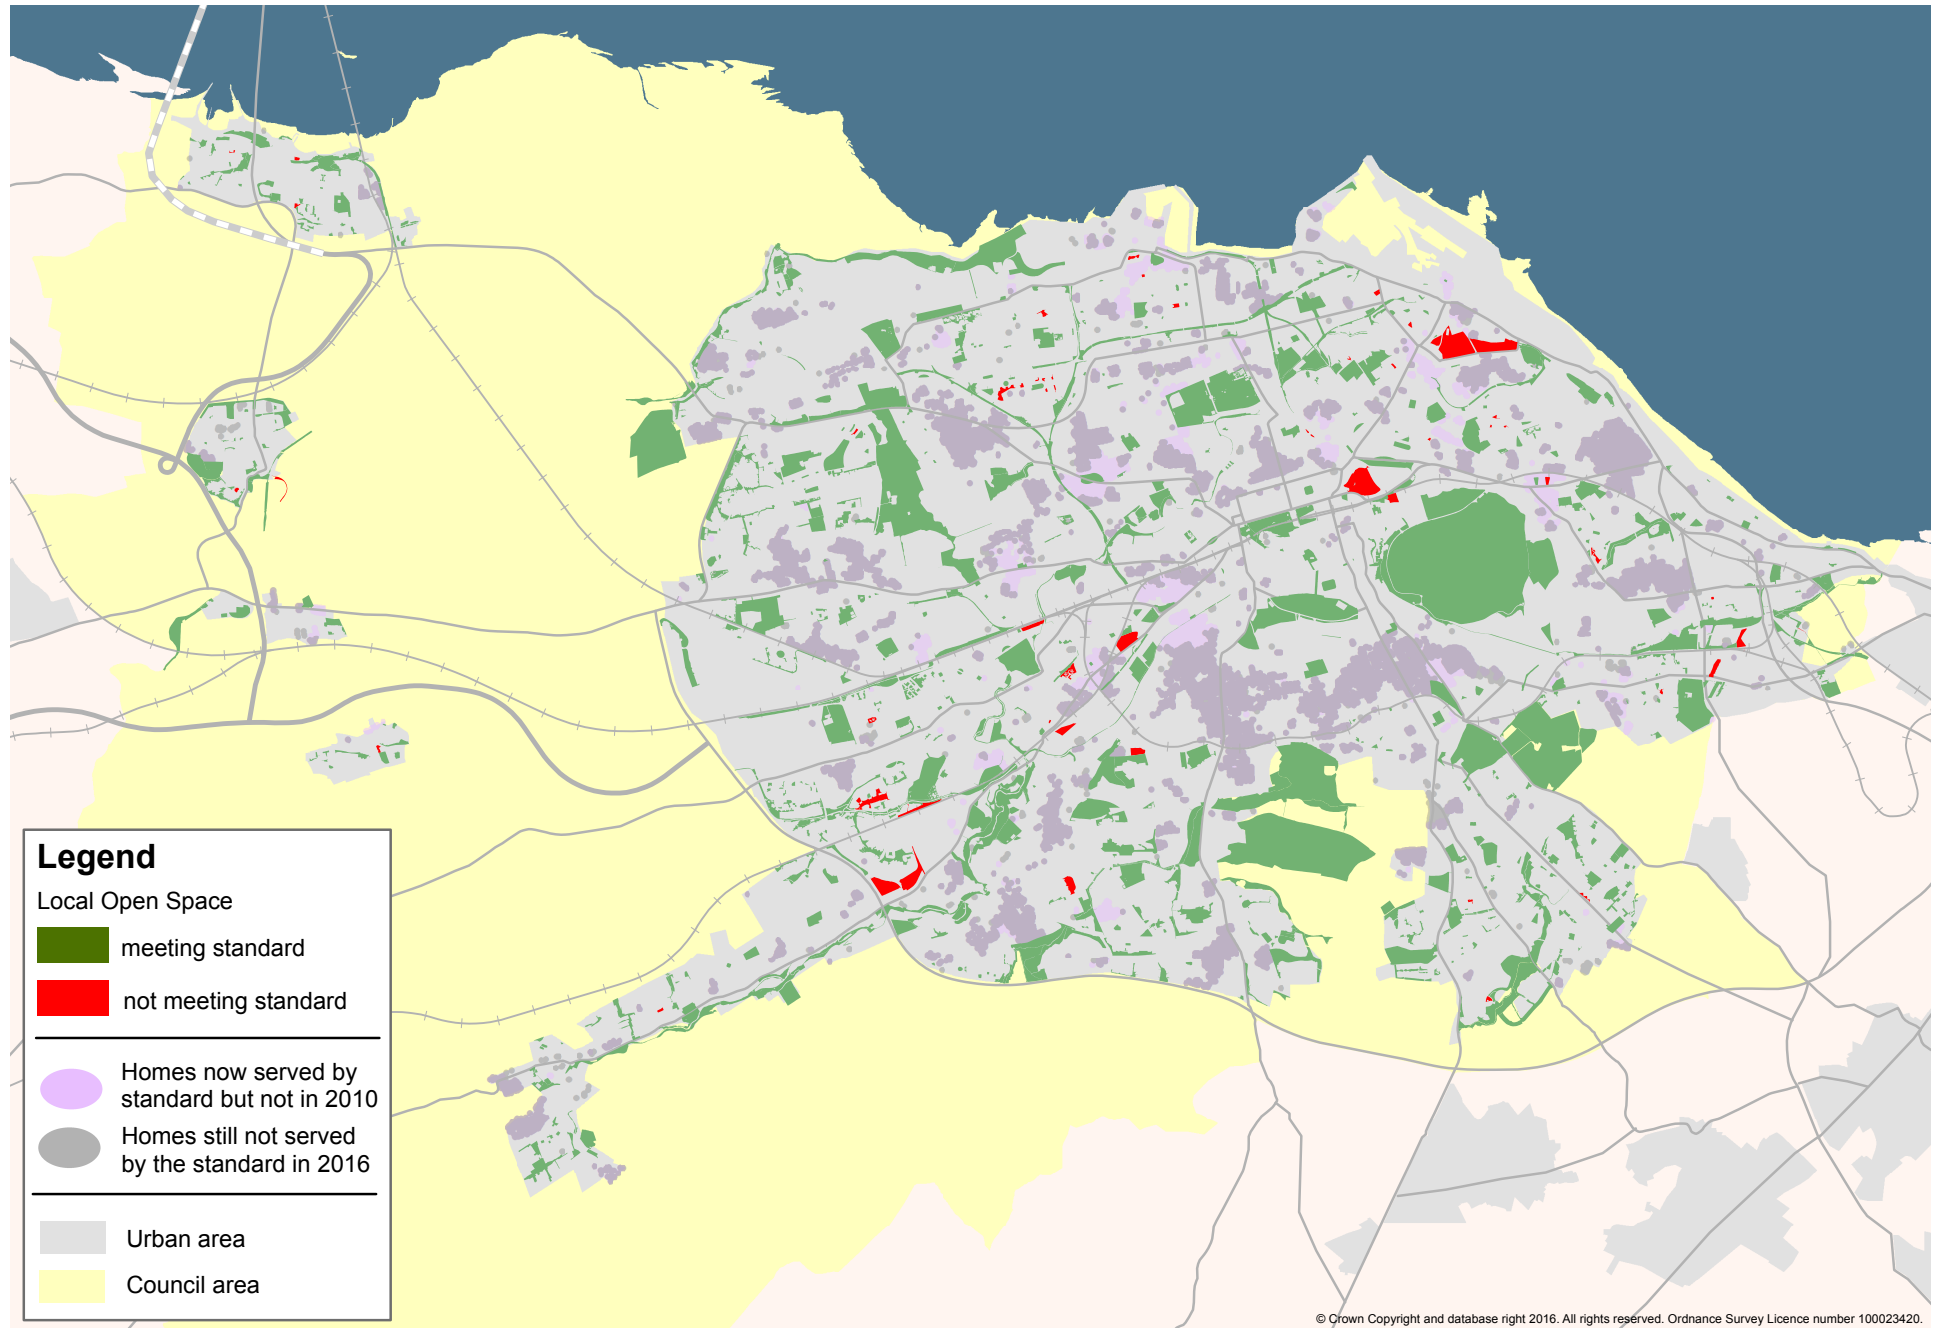 Legend
Local Open Space
meeting standard
not meeting standard
Homes now served by
standard but not in 2010
Homes still not served
by the standard in 2016
Urban area
Council area
© Crown Copyright and database right 2016. All rights reserved. Ordnance Survey Licence number 100023420.